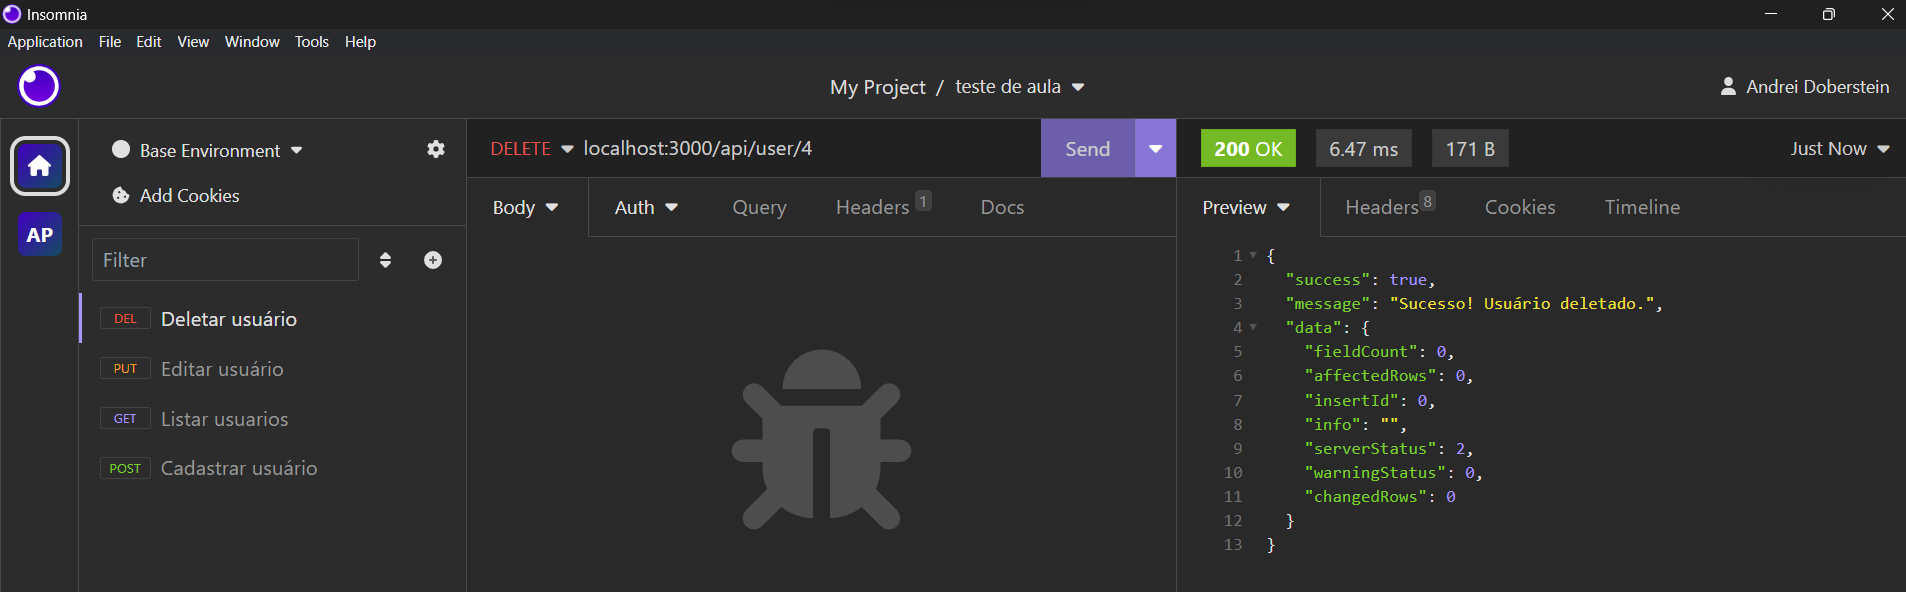 Insomnia
Application File Edit View Window Tools Help
My Project / teste de aula
Andrei Doberstein
Base Environment
Add Cookies
AP
Filter
DEL Deletar usuário
PUT Editar usuário
GET Listar usuarios
POST Cadastrar usuário
DELETE localhost:3000/api/user/4 Send
Body Auth Query Headers 1 Docs
200 OK 6.47 ms 171 B Just Now
Preview Headers 8 Cookies Timeline
1 {
2 "success": true,
3 "message": "Sucesso! Usuário deletado.",
4 "data": {
5 "fieldCount": 0,
6 "affectedRows": 0,
7 "insertId": 0,
8 "info": "",
9 "serverStatus": 2,
10 "warningStatus": 0,
11 "changedRows": 0
12 }
13 }